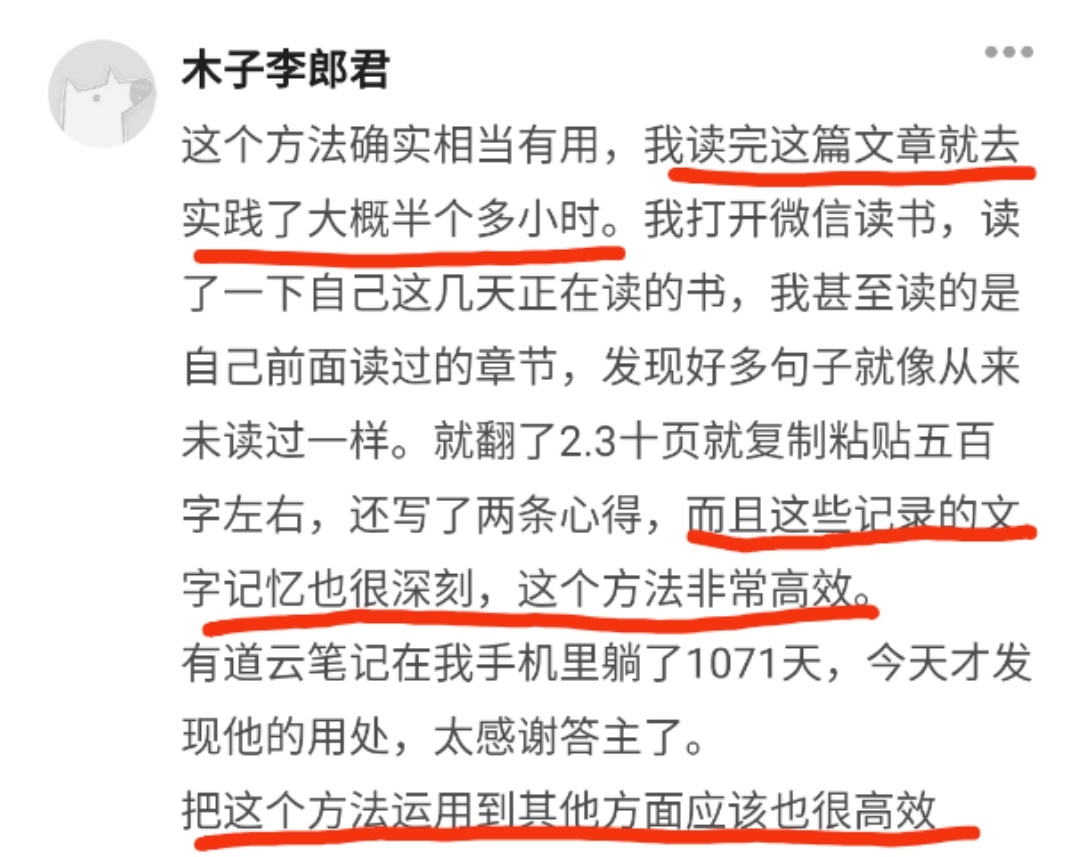 木子李郎君
这个方法确实相当有用，我读完这篇文章就去
实践了大概半个多小时。我打开微信读书，读
了一下自己这几天正在读的书，我甚至读的是
自己前面读过的章节，发现好多句子就像从来
未读过一样。就翻了2.3十页就复制粘贴五百
字左右，还写了两条心得，而且这些记录的文
字记忆也很深刻，这个方法非常高效。
有道云笔记在我手机里躺了1071天，今天才发
现他的用处，太感谢答主了。
把这个方法运用到其他方面应该也很高效